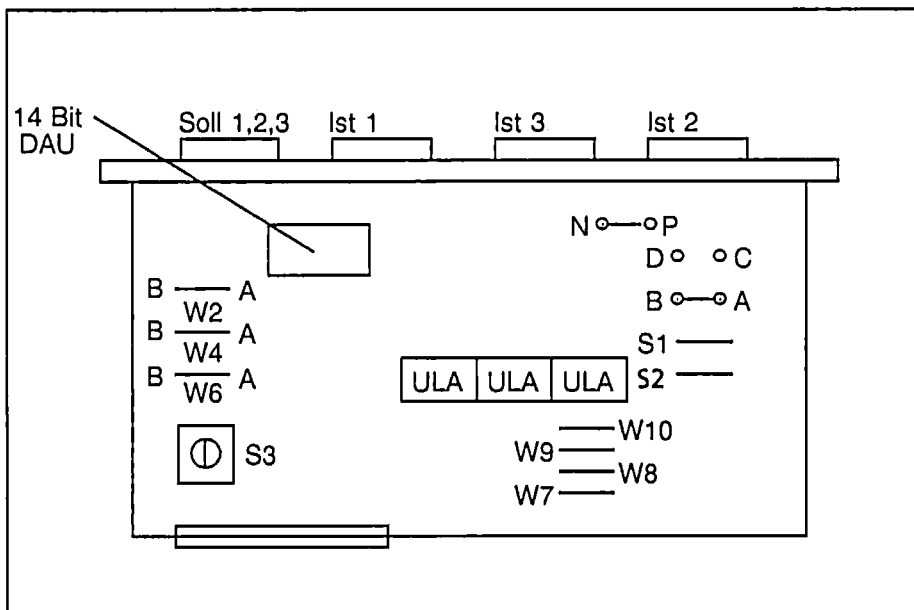 14 Bit
DAU
Soll 1,2,3 Ist 1 Ist 3 Ist 2
N P
D C
B A
B A
W2
B A
W4
B A
W6
S1
S2
ULA ULA ULA
S3
W10
W9
W8
W7